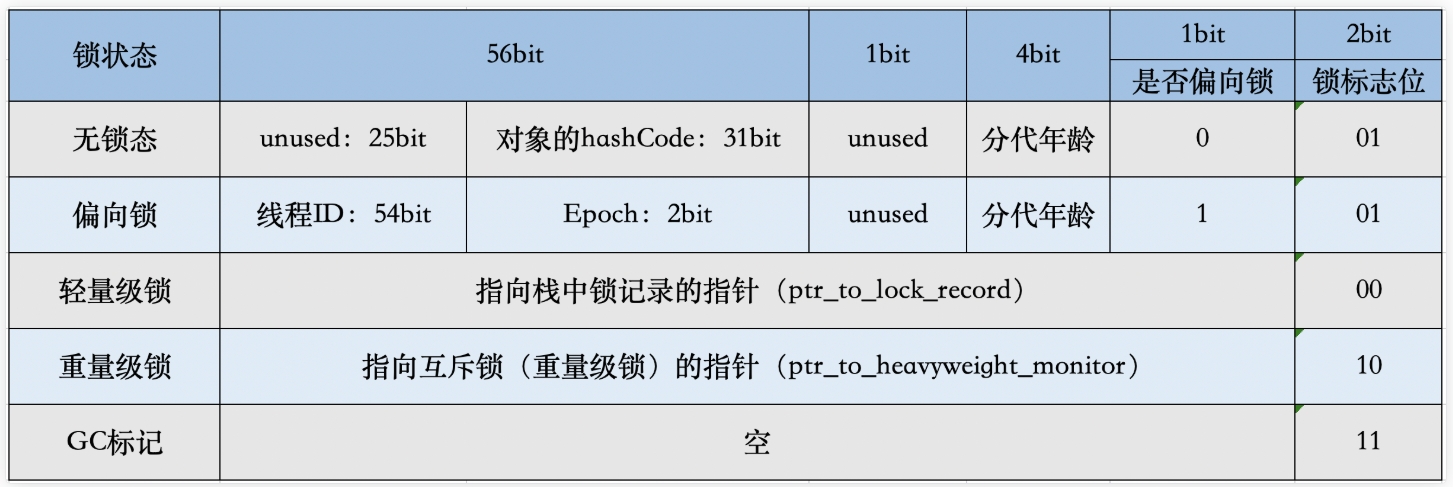 锁状态 56bit 1bit 4bit 1bit 2bit
是否偏向锁 锁标志位
无锁态 unused：25bit 对象的hashCode：31bit unused 分代年龄 0 01
偏向锁 线程ID：54bit Epoch：2bit unused 分代年龄 1 01
轻量级锁 指向栈中锁记录的指针（ptr_to_lock_record） 00
重量级锁 指向互斥锁（重量级锁）的指针（ptr_to_heavyweight_monitor） 10
GC标记 空 11